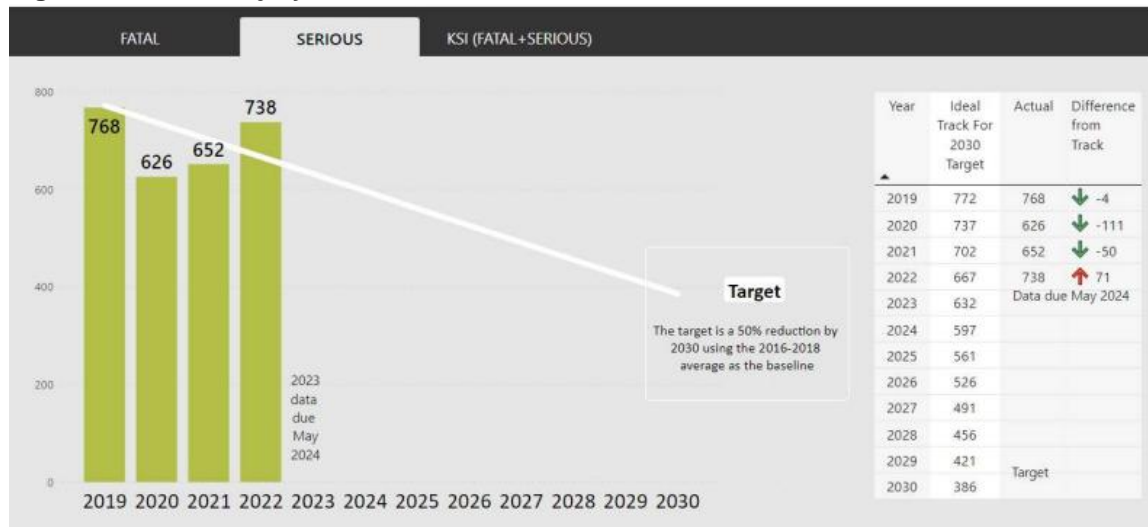 FATAL SERIOUS KSI (FATAL+SERIOUS)
800
600
400
200
0
768
626
652
738
2023
data
due
May
2024
2019 2020 2021 2022 2023 2024 2025 2026 2027 2028 2029 2030
Target
The target is a 50% reduction by
2030 using the 2016-2018
average as the baseline
Year Ideal Track For 2030 Target Actual Difference from Track
2019 772 768 -4
2020 737 626 -111
2021 702 652 -50
2022 667 738 71
2023 632 Data due May 2024
2024 597
2025 561
2026 526
2027 491
2028 456
2029 421
Target
2030 386